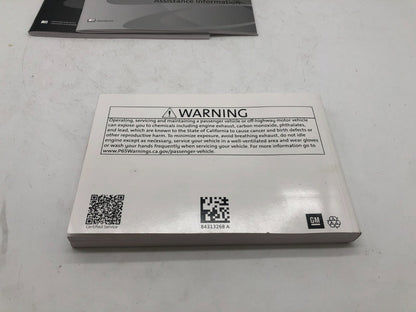 Assistance Information
WARNING
Operating, servicing and maintaining a passenger vehicle or off-highway motor vehicle
can expose you to chemicals including engine exhaust, carbon monoxide, phthalates,
and lead, which are known to the State of California to cause cancer and birth defects or
other reproductive harm. To minimize exposure, avoid breathing exhaust, do not idle
engine except as necessary, service your vehicle in a well-ventilated area and wear gloves
or wash your hands frequently when servicing your vehicle. For more information go to
www.P65Warnings.ca.gov/passenger-vehicle.
Certified Service
84313268 A
GM